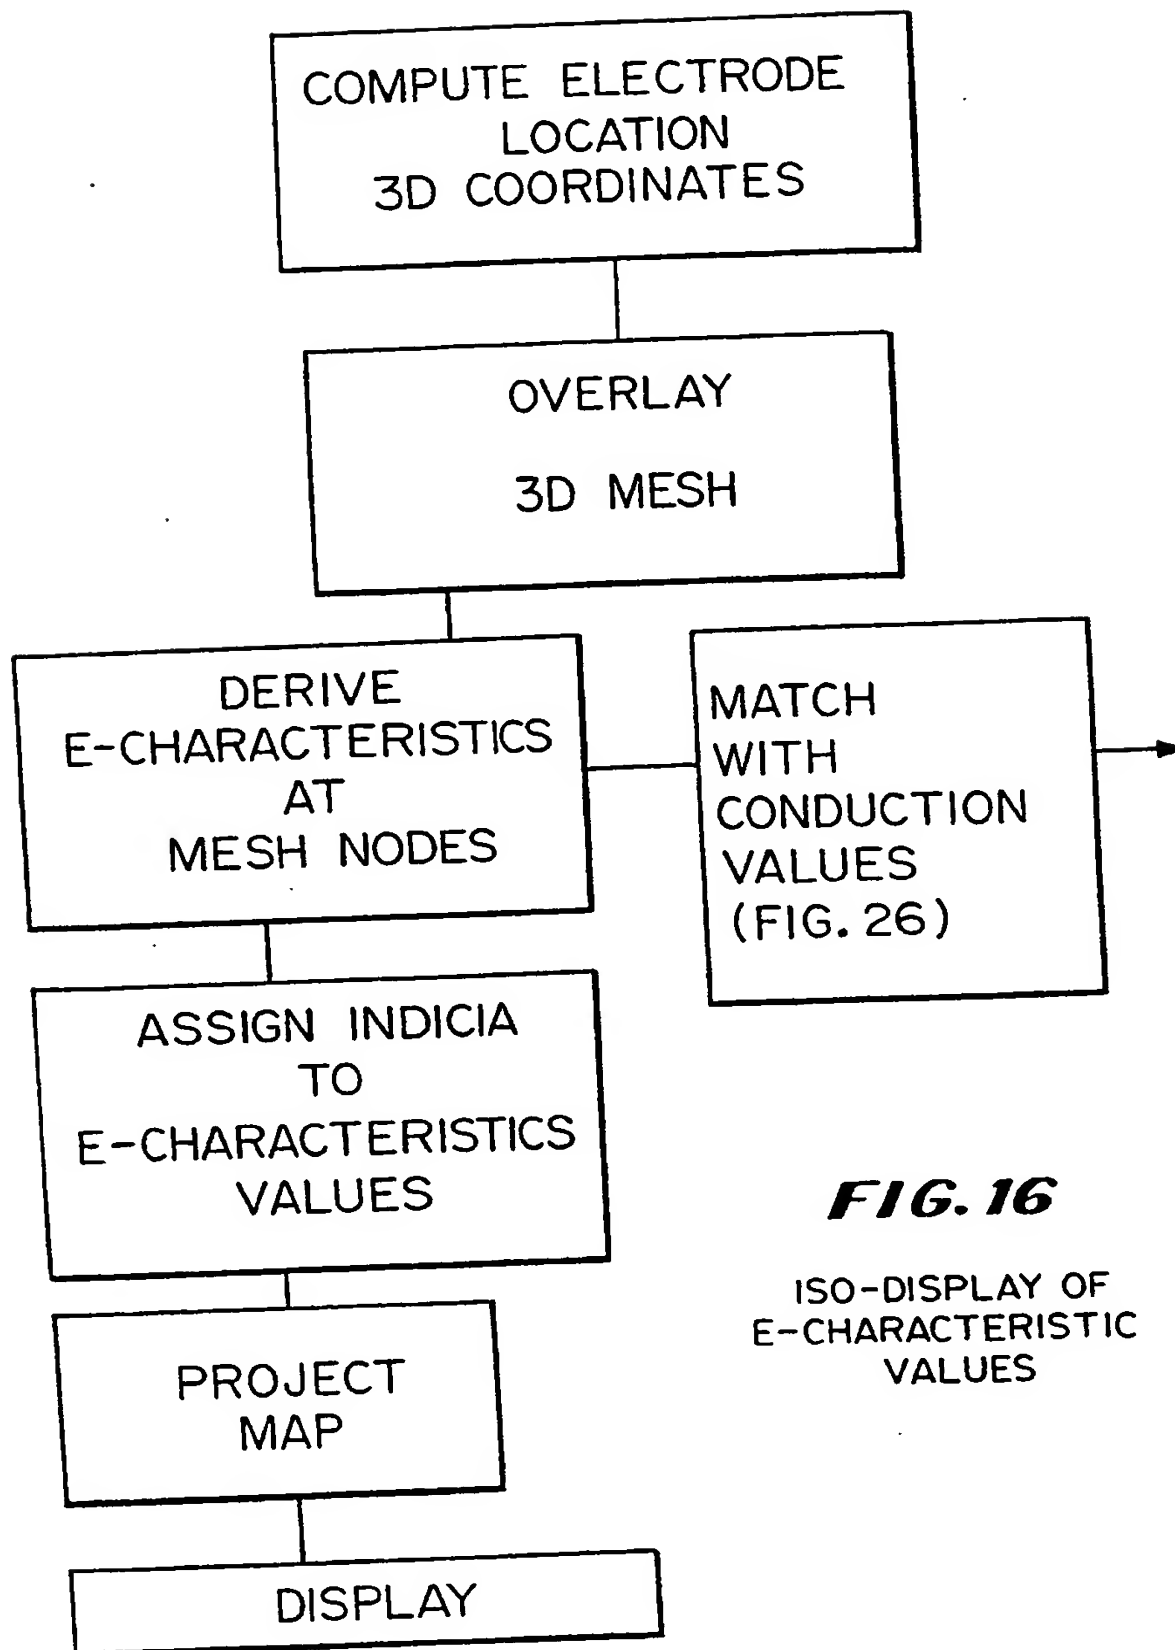 COMPUTE ELECTRODE
LOCATION
3D COORDINATES
OVERLAY
3D MESH
DERIVE
E-CHARACTERISTICS
AT
MESH NODES
MATCH
WITH
CONDUCTION
VALUES
(FIG. 26)
ASSIGN INDICIA
TO
E-CHARACTERISTICS
VALUES
PROJECT
MAP
DISPLAY
FIG. 16
ISO-DISPLAY OF
E-CHARACTERISTIC
VALUES